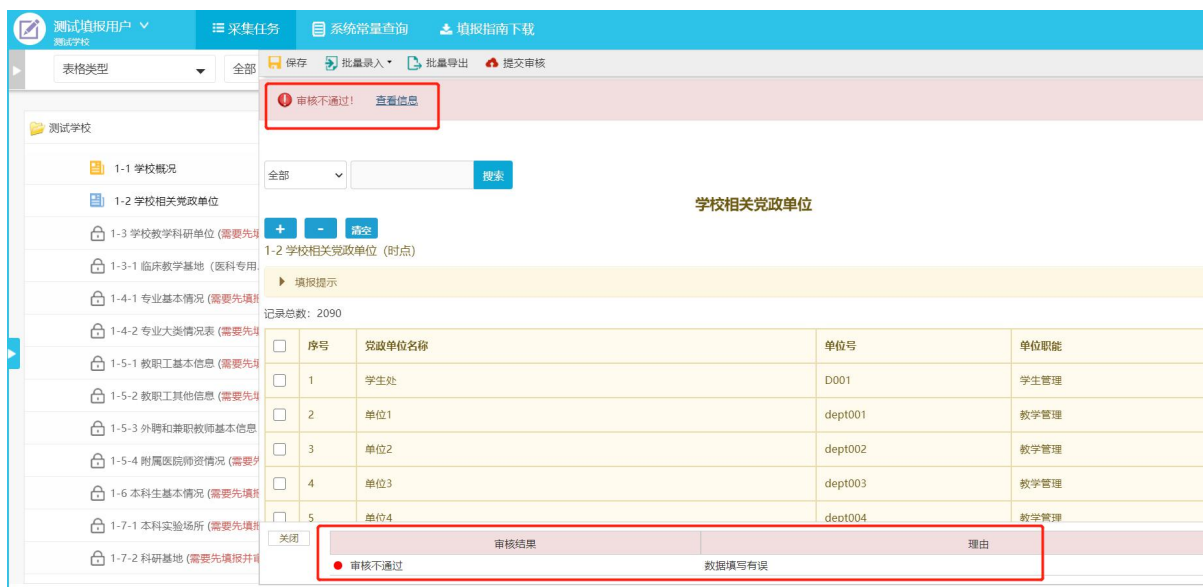 测试填报用户
测试学校
采集任务
系统常量查询
填报指南下载
表格类型
全部
保存
批量录入
批量导出
提交审核
审核不通过!
查看信息
测试学校
1-1 学校概况
1-2 学校相关党政单位
1-3 学校教学科研单位 (需要先填
1-3-1 临床教学基地（医科专用
1-4-1 专业基本情况 (需要先填报
1-4-2 专业大类情况表 (需要先填
1-5-1 教职工基本信息 (需要先填
1-5-2 教职工其他信息 (需要先填
1-5-3 外聘和兼职教师基本信息
1-5-4 附属医院师资情况 (需要先
1-6 本科生基本情况 (需要先填报
1-7-1 本科实验场所 (需要先填报
1-7-2 科研基地 (需要先填报并审
全部
搜索
学校相关党政单位
+
-
清空
1-2 学校相关党政单位（时点）
填报提示
记录总数：2090
序号 党政单位名称 单位号 单位职能
1 学生处 D001 学生管理
2 单位1 dept001 教学管理
3 单位2 dept002 教学管理
4 单位3 dept003 教学管理
5 单位4 dept004 教学管理
关闭
审核结果 理由
审核不通过 数据填写有误